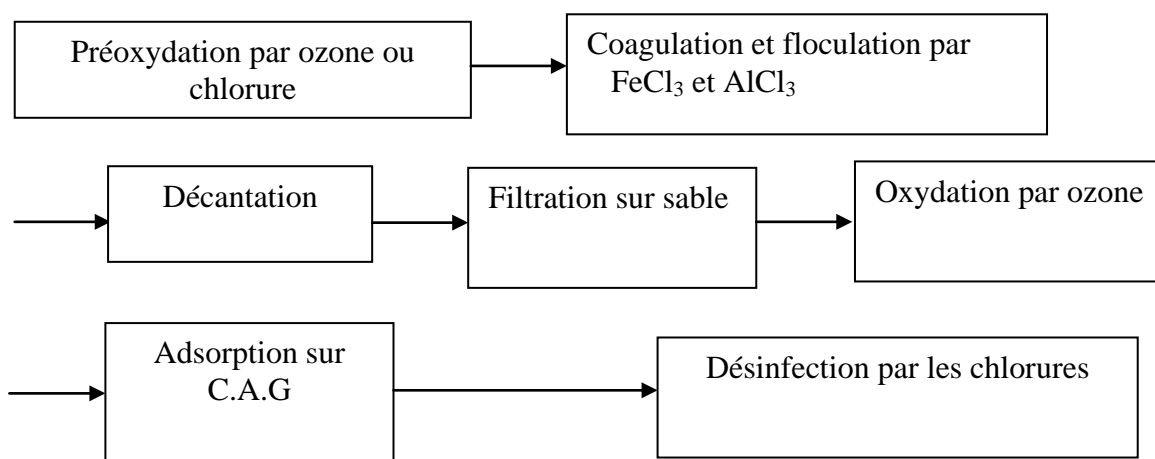 Préoxydation par ozone ou
chlorure
Coagulation et floculation par
FeCl₃ et AlCl₃
Décantation
Filtration sur sable
Oxydation par ozone
Adsorption sur
C.A.G
Désinfection par les chlorures